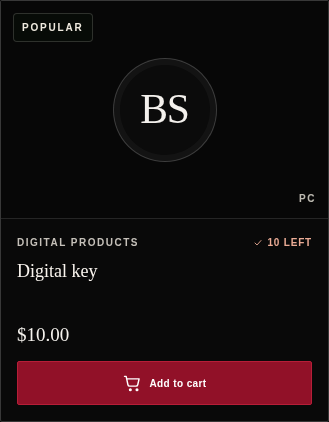 POPULAR
BS
PC
DIGITAL PRODUCTS
10 LEFT
Digital key
$10.00
Add to cart